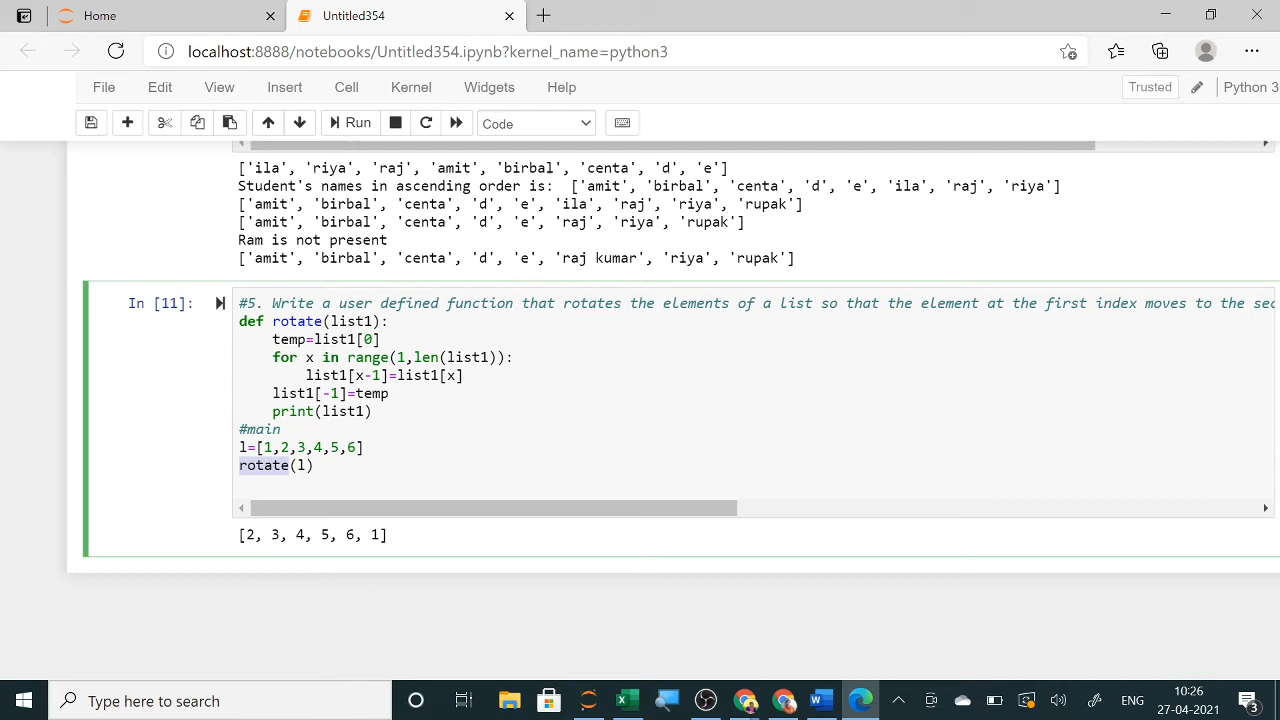 Home
Untitled354
localhost:8888/notebooks/Untitled354.ipynb?kernel_name=python3
File Edit View Insert Cell Kernel Widgets Help Trusted Python 3
Run Code
['ila', 'riya', 'raj', 'amit', 'birbal', 'centa', 'd', 'e']
Student's names in ascending order is:  ['amit', 'birbal', 'centa', 'd', 'e', 'ila', 'raj', 'riya']
['amit', 'birbal', 'centa', 'd', 'e', 'ila', 'raj', 'riya', 'rupak']
['amit', 'birbal', 'centa', 'd', 'e', 'raj', 'riya', 'rupak']
Ram is not present
['amit', 'birbal', 'centa', 'd', 'e', 'raj kumar', 'riya', 'rupak']
In [11]: #5. Write a user defined function that rotates the elements of a list so that the element at the first index moves to the sec
def rotate(list1):
    temp=list1[0]
    for x in range(1,len(list1)):
        list1[x-1]=list1[x]
    list1[-1]=temp
    print(list1)
#main
l=[1,2,3,4,5,6]
rotate(l)
[2, 3, 4, 5, 6, 1]
Type here to search
ENG
10:26
27-04-2021
3